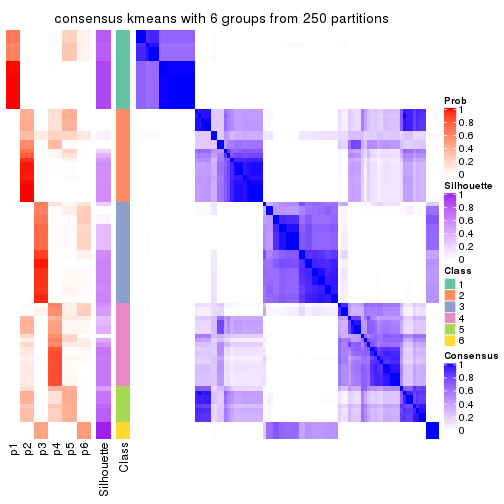 consensus kmeans with 6 groups from 250 partitions
Prob
1
0.8
0.6
0.4
0.2
0
Silhouette
1
0.8
0.6
0.4
0.2
0
Class
1
2
3
4
5
6
Consensus
1
0.8
0.6
0.4
0.2
0
p1
p2
p3
p4
p5
p6
Silhouette
Class